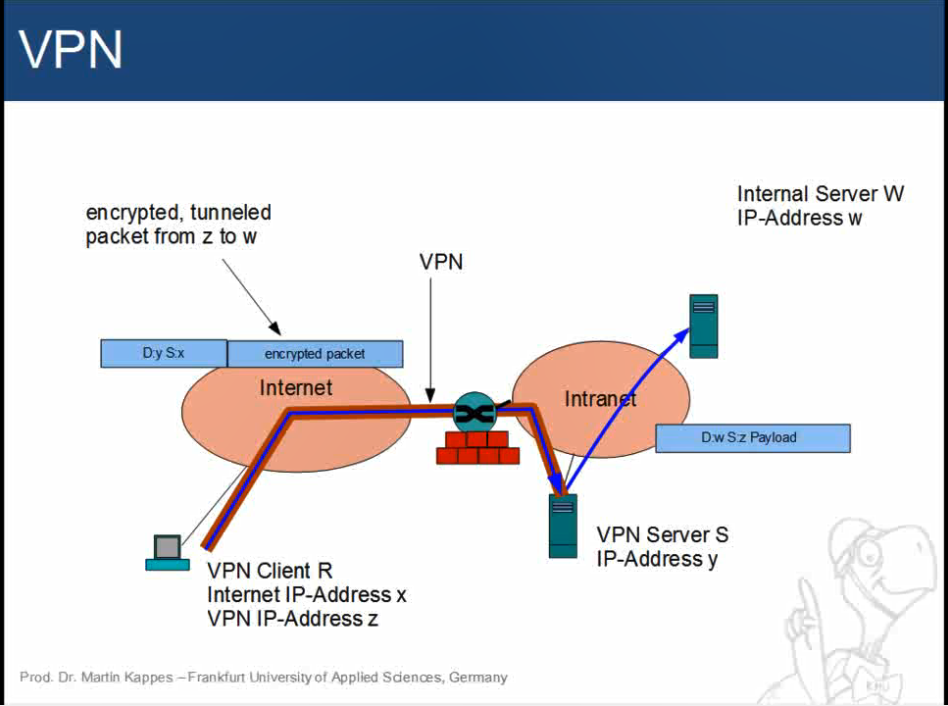 VPN
Internal Server W
IP-Address w
encrypted, tunneled
packet from z to w
VPN
D:y S:x
encrypted packet
Internet
Intranet
D:w S:z Payload
VPN Server S
IP-Address y
VPN Client R
Internet IP-Address x
VPN IP-Address z
Prod. Dr. Martin Kappes – Frankfurt University of Applied Sciences, Germany